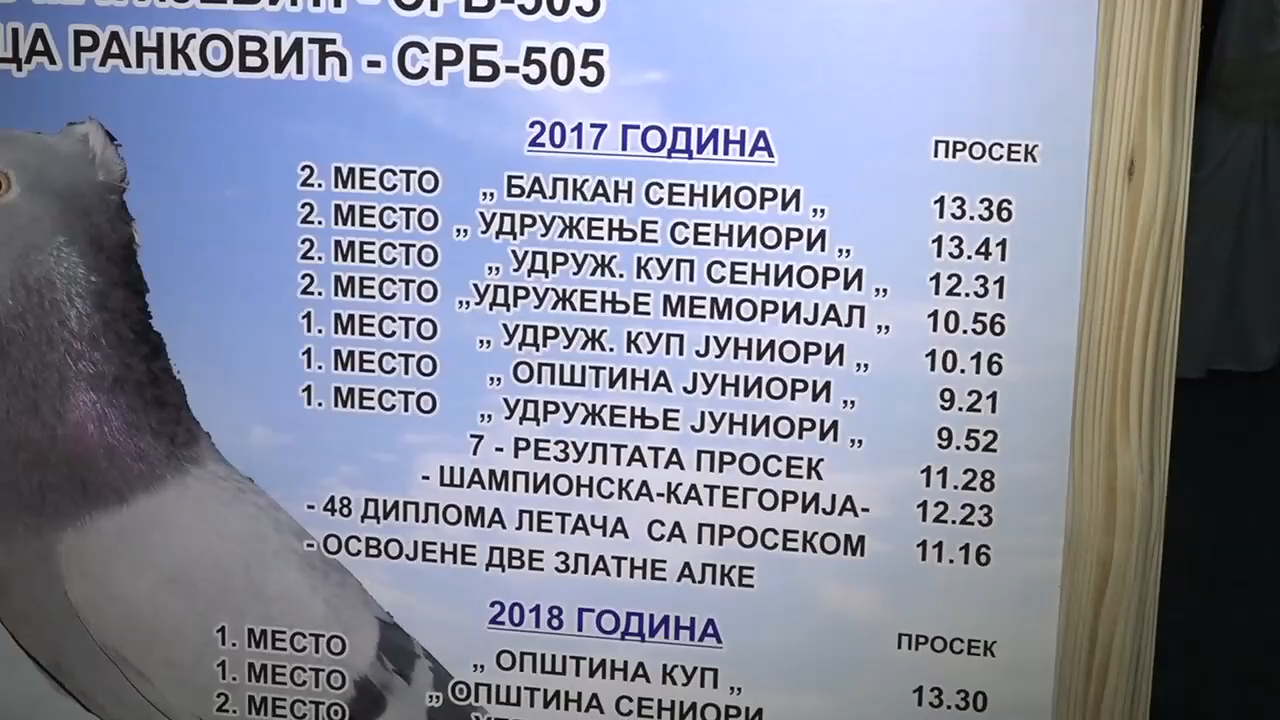 - СРБ-505
ЦА РАНКОВИЋ - СРБ-505
2017 ГОДИНА ПРОСЕК
2. МЕСТО „ БАЛКАН СЕНИОРИ „ 13.36
2. МЕСТО „ УДРУЖЕЊЕ СЕНИОРИ „ 13.41
2. МЕСТО „ УДРУЖ. КУП СЕНИОРИ „ 12.31
2. МЕСТО „УДРУЖЕЊЕ МЕМОРИЈАЛ „ 10.56
1. МЕСТО „ УДРУЖ. КУП ЈУНИОРИ „ 10.16
1. МЕСТО „ ОПШТИНА ЈУНИОРИ „ 9.21
1. МЕСТО „ УДРУЖЕЊЕ ЈУНИОРИ „ 9.52
7 - РЕЗУЛТАТА ПРОСЕК 11.28
- ШАМПИОНСКА-КАТЕГОРИЈА- 12.23
- 48 ДИПЛОМА ЛЕТАЧА СА ПРОСЕКОМ 11.16
- ОСВОЈЕНЕ ДВЕ ЗЛАТНЕ АЛКЕ
2018 ГОДИНА ПРОСЕК
1. МЕСТО „ ОПШТИНА КУП „ 13.30
1. МЕСТО „ ОПШТИНА СЕНИОРИ
2. МЕСТО